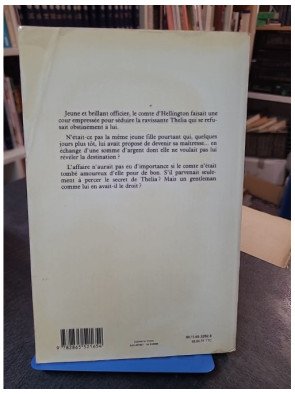 Jeune et brillant officier, le comte d'Hellington faisait une
cour empressée pour séduire la ravissante Thelia qui se refu-
sait obstinément à lui.
N'était-ce pas la même jeune fille pourtant qui, quelques
jours plus tôt, lui avait proposé de devenir sa maîtresse... en
échange d'une somme d'argent dont elle ne voulait pas lui
révéler la destination ?
L'affaire n'aurait pas eu d'importance si le comte n'était
tombé amoureux d'elle pour de bon. S'il parvenait seule-
ment à percer le secret de Thelia ? Mais un gentleman
comme lui en avait-il le droit ?